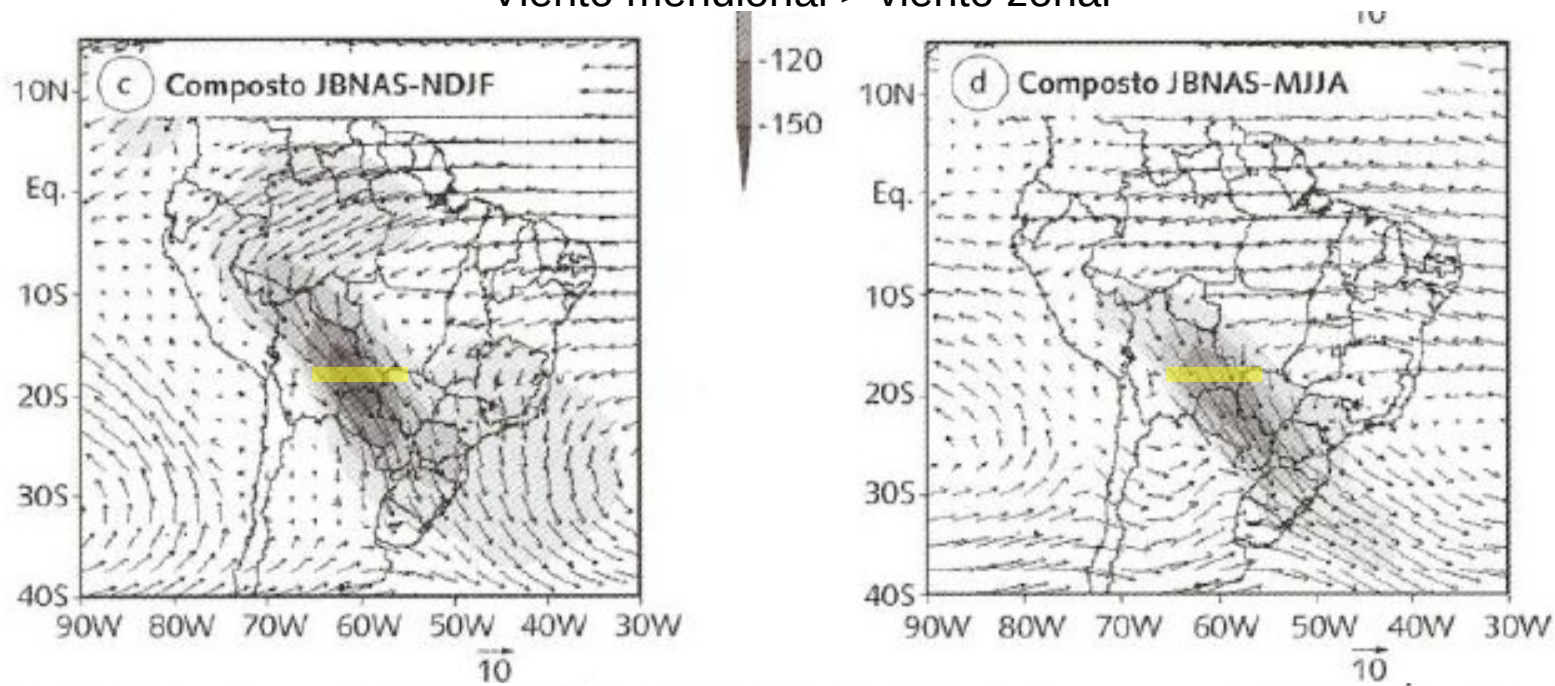 viento meridional > viento zonal
10
-120
-150
c Composto JBNAS-NDJF
10N
Eq.
10S
20S
30S
40S
90W 80W 70W 60W 50W 40W 30W
10
d Composto JBNAS-MJJA
10N
Eq.
10S
20S
30S
40S
90W 80W 70W 60W 50W 40W 30W
10